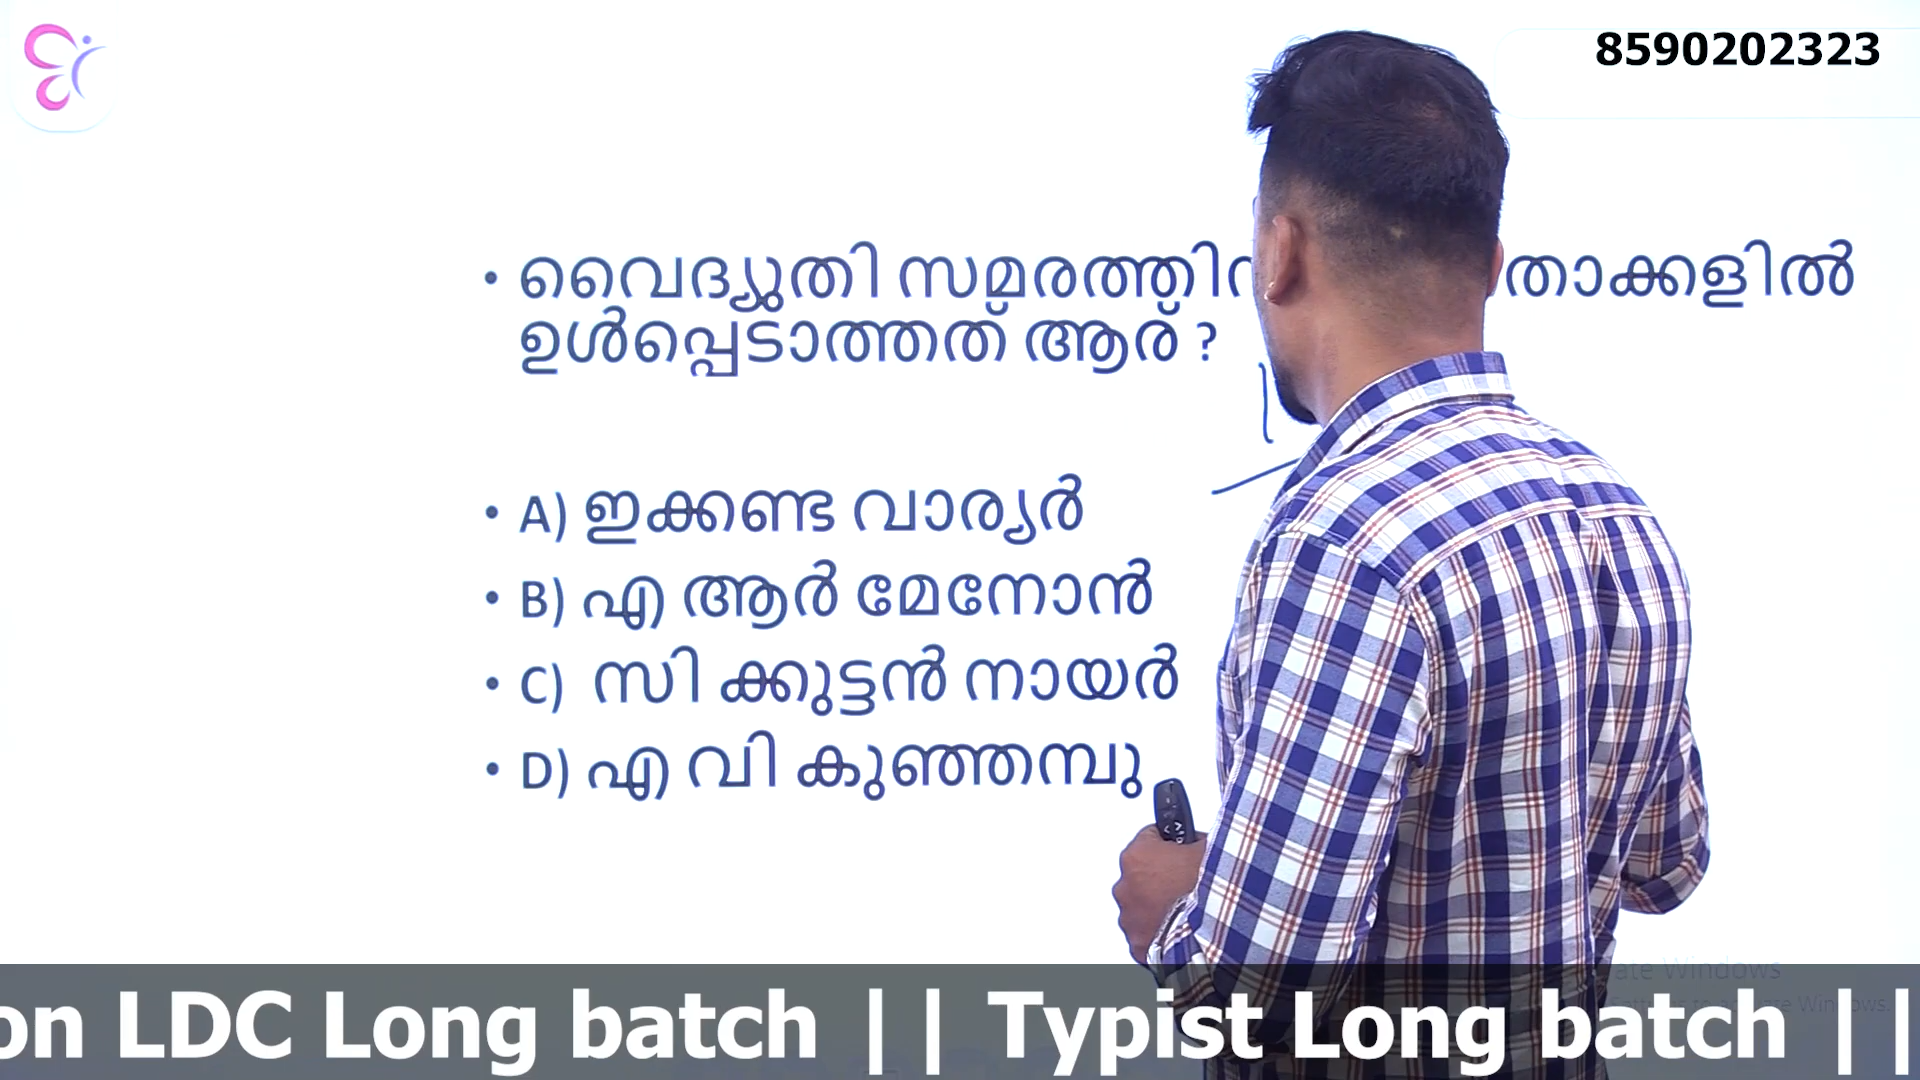 8590202323
• വൈദ്യുതി സമരത്തിന
ഉൾപ്പെടാത്തത് ആര് ?
• A) ഇക്കണ്ട വാര്യർ
• B) എ ആർ മേനോൻ
• C) സി ക്കുട്ടൻ നായർ
• D) എ വി കുഞ്ഞമ്പു
on LDC Long batch || Typist Long batch ||